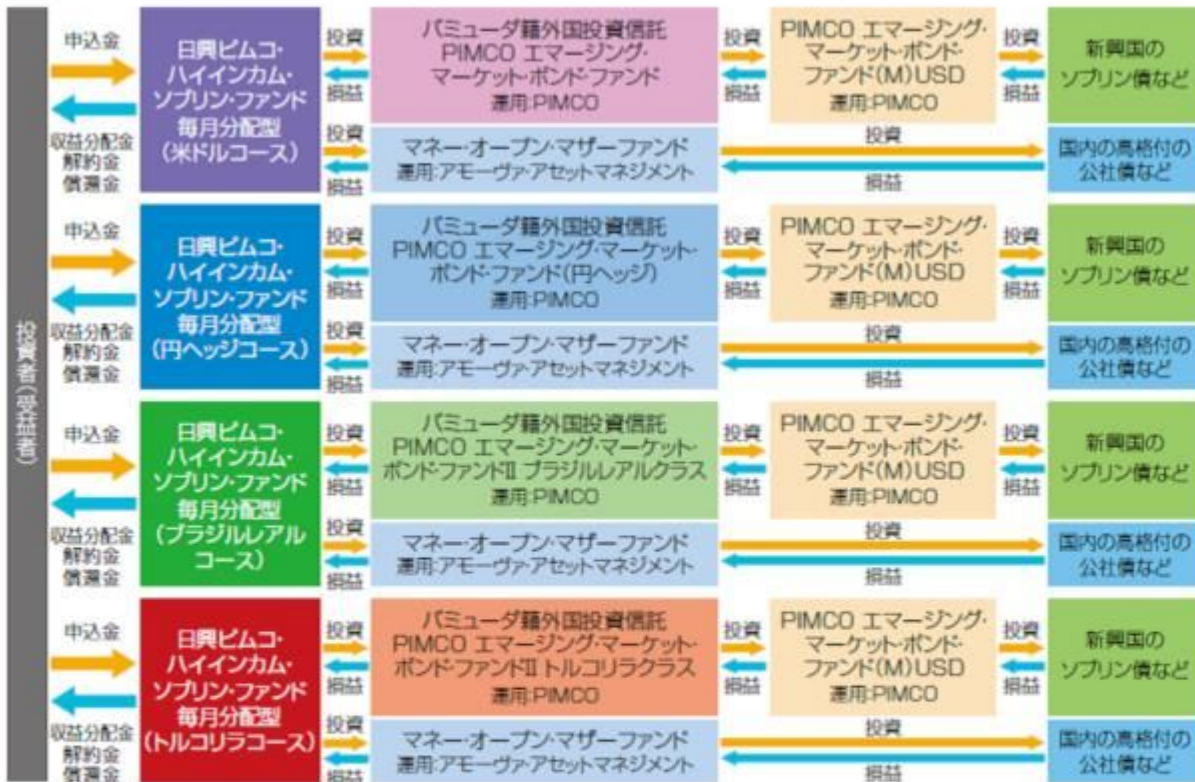 投資者(受益者)
申込金
収益分配金
解約金
償還金
日興ピムコ・
ハイインカム・
ソブリン・ファンド
毎月分配型
(米ドルコース)
投資
損益
投資
損益
バミューダ籍外国投資信託
PIMCO エマージング・
マーケット・ボンド・ファンド
運用:PIMCO
投資
損益
PIMCO エマージング・
マーケット・ボンド・
ファンド(M)USD
運用:PIMCO
投資
損益
新興国の
ソブリン債など
マネー・オープン・マザーファンド
運用:アモーヴァ・アセットマネジメント
投資
損益
国内の高格付の
公社債など
申込金
収益分配金
解約金
償還金
日興ピムコ・
ハイインカム・
ソブリン・ファンド
毎月分配型
(円ヘッジコース)
投資
損益
投資
損益
バミューダ籍外国投資信託
PIMCO エマージング・マーケット・
ボンド・ファンド(円ヘッジ)
運用:PIMCO
投資
損益
PIMCO エマージング・
マーケット・ボンド・
ファンド(M)USD
運用:PIMCO
投資
損益
新興国の
ソブリン債など
マネー・オープン・マザーファンド
運用:アモーヴァ・アセットマネジメント
投資
損益
国内の高格付の
公社債など
申込金
収益分配金
解約金
償還金
日興ピムコ・
ハイインカム・
ソブリン・ファンド
毎月分配型
(ブラジルレアル
コース)
投資
損益
投資
損益
バミューダ籍外国投資信託
PIMCO エマージング・マーケット・
ボンド・ファンドII ブラジルレアルクラス
運用:PIMCO
投資
損益
PIMCO エマージング・
マーケット・ボンド・
ファンド(M)USD
運用:PIMCO
投資
損益
新興国の
ソブリン債など
マネー・オープン・マザーファンド
運用:アモーヴァ・アセットマネジメント
投資
損益
国内の高格付の
公社債など
申込金
収益分配金
解約金
償還金
日興ピムコ・
ハイインカム・
ソブリン・ファンド
毎月分配型
(トルコリラコース)
投資
損益
投資
損益
バミューダ籍外国投資信託
PIMCO エマージング・マーケット・
ボンド・ファンドII トルコリラクラス
運用:PIMCO
投資
損益
PIMCO エマージング・
マーケット・ボンド・
ファンド(M)USD
運用:PIMCO
投資
損益
新興国の
ソブリン債など
マネー・オープン・マザーファンド
運用:アモーヴァ・アセットマネジメント
投資
損益
国内の高格付の
公社債など